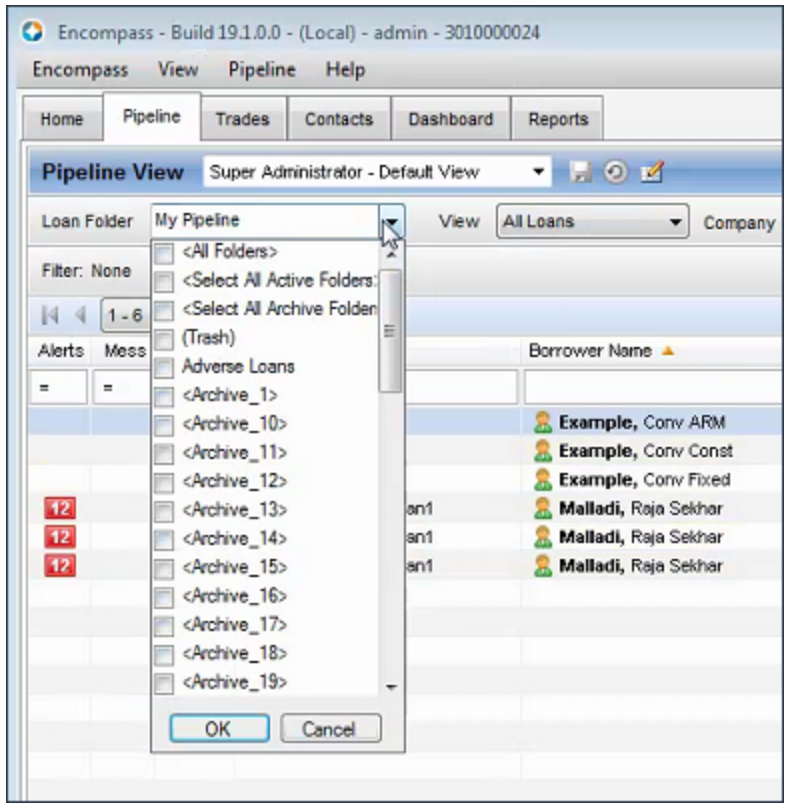 Encompass - Build 19.1.0.0 - (Local) - admin - 3010000024
Encompass View Pipeline Help
Home Pipeline Trades Contacts Dashboard Reports
Pipeline View Super Administrator - Default View
Loan Folder My Pipeline View All Loans Company
Filter: None
1 - 6
Alerts Mess Borrower Name
= =
<All Folders>
<Select All Active Folders>
<Select All Archive Folder
(Trash)
Adverse Loans
<Archive_1>
<Archive_10>
<Archive_11>
<Archive_12>
<Archive_13>
<Archive_14>
<Archive_15>
<Archive_16>
<Archive_17>
<Archive_18>
<Archive_19>
OK Cancel
Example, Conv ARM
Example, Conv Const
Example, Conv Fixed
12 an1 Malladi, Raja Sekhar
12 an1 Malladi, Raja Sekhar
12 an1 Malladi, Raja Sekhar